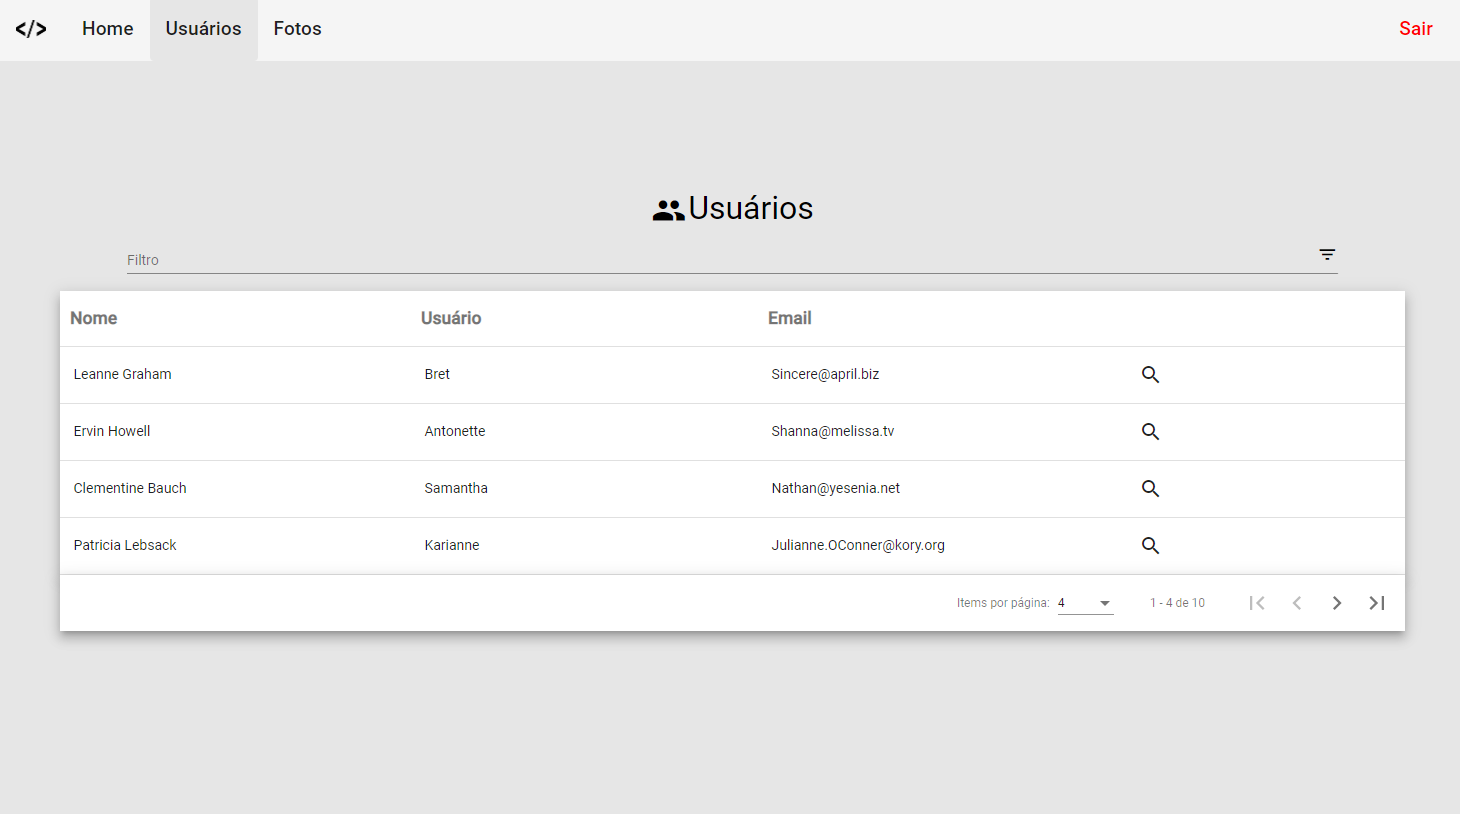 </> Home Usuários Fotos Sair
Usuários
Filtro
Nome Usuário Email
Leanne Graham Bret Sincere@april.biz
Ervin Howell Antonette Shanna@melissa.tv
Clementine Bauch Samantha Nathan@yesenia.net
Patricia Lebsack Karianne Julianne.OConner@kory.org
Items por página: 4 1 - 4 de 10